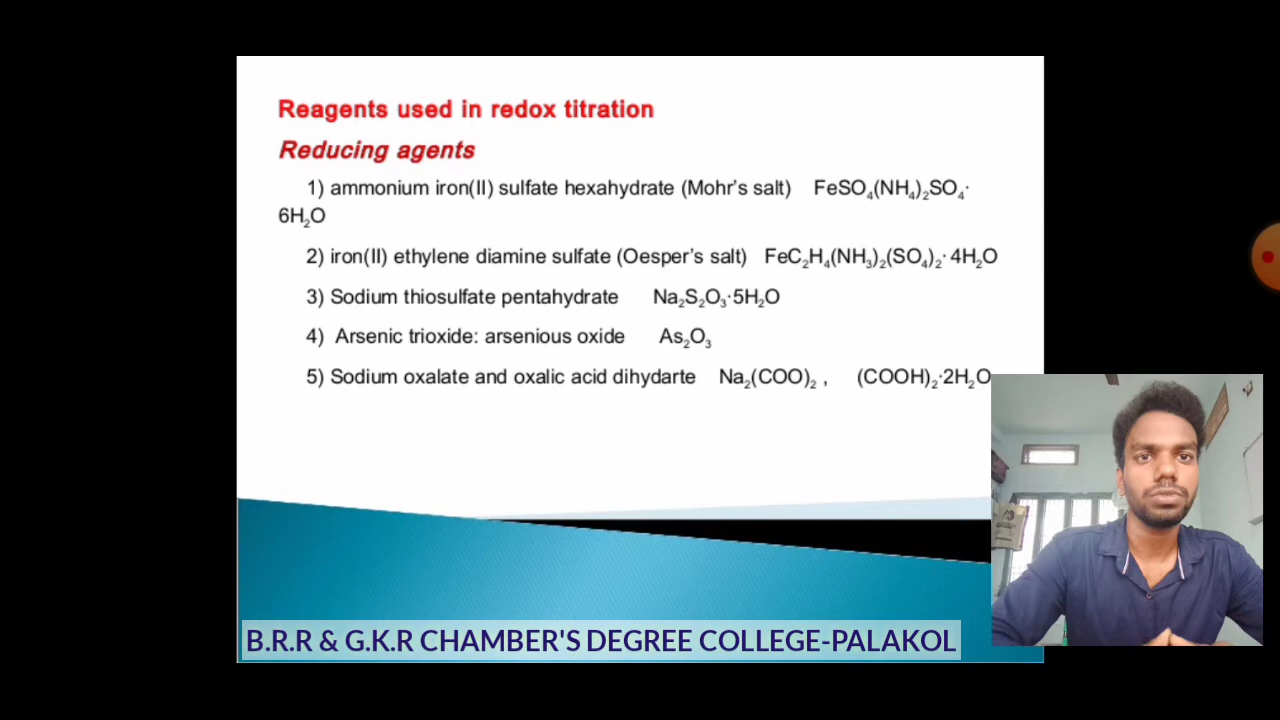 Reagents used in redox titration
Reducing agents
1) ammonium iron(II) sulfate hexahydrate (Mohr's salt) FeSO₄(NH₄)₂SO₄·
6H₂O
2) iron(II) ethylene diamine sulfate (Oesper's salt) FeC₂H₄(NH₃)₂(SO₄)₂·4H₂O
3) Sodium thiosulfate pentahydrate Na₂S₂O₃·5H₂O
4) Arsenic trioxide: arsenious oxide As₂O₃
5) Sodium oxalate and oxalic acid dihydarte Na₂(COO)₂ , (COOH)₂·2H₂O
B.R.R & G.K.R CHAMBER'S DEGREE COLLEGE-PALAKOL